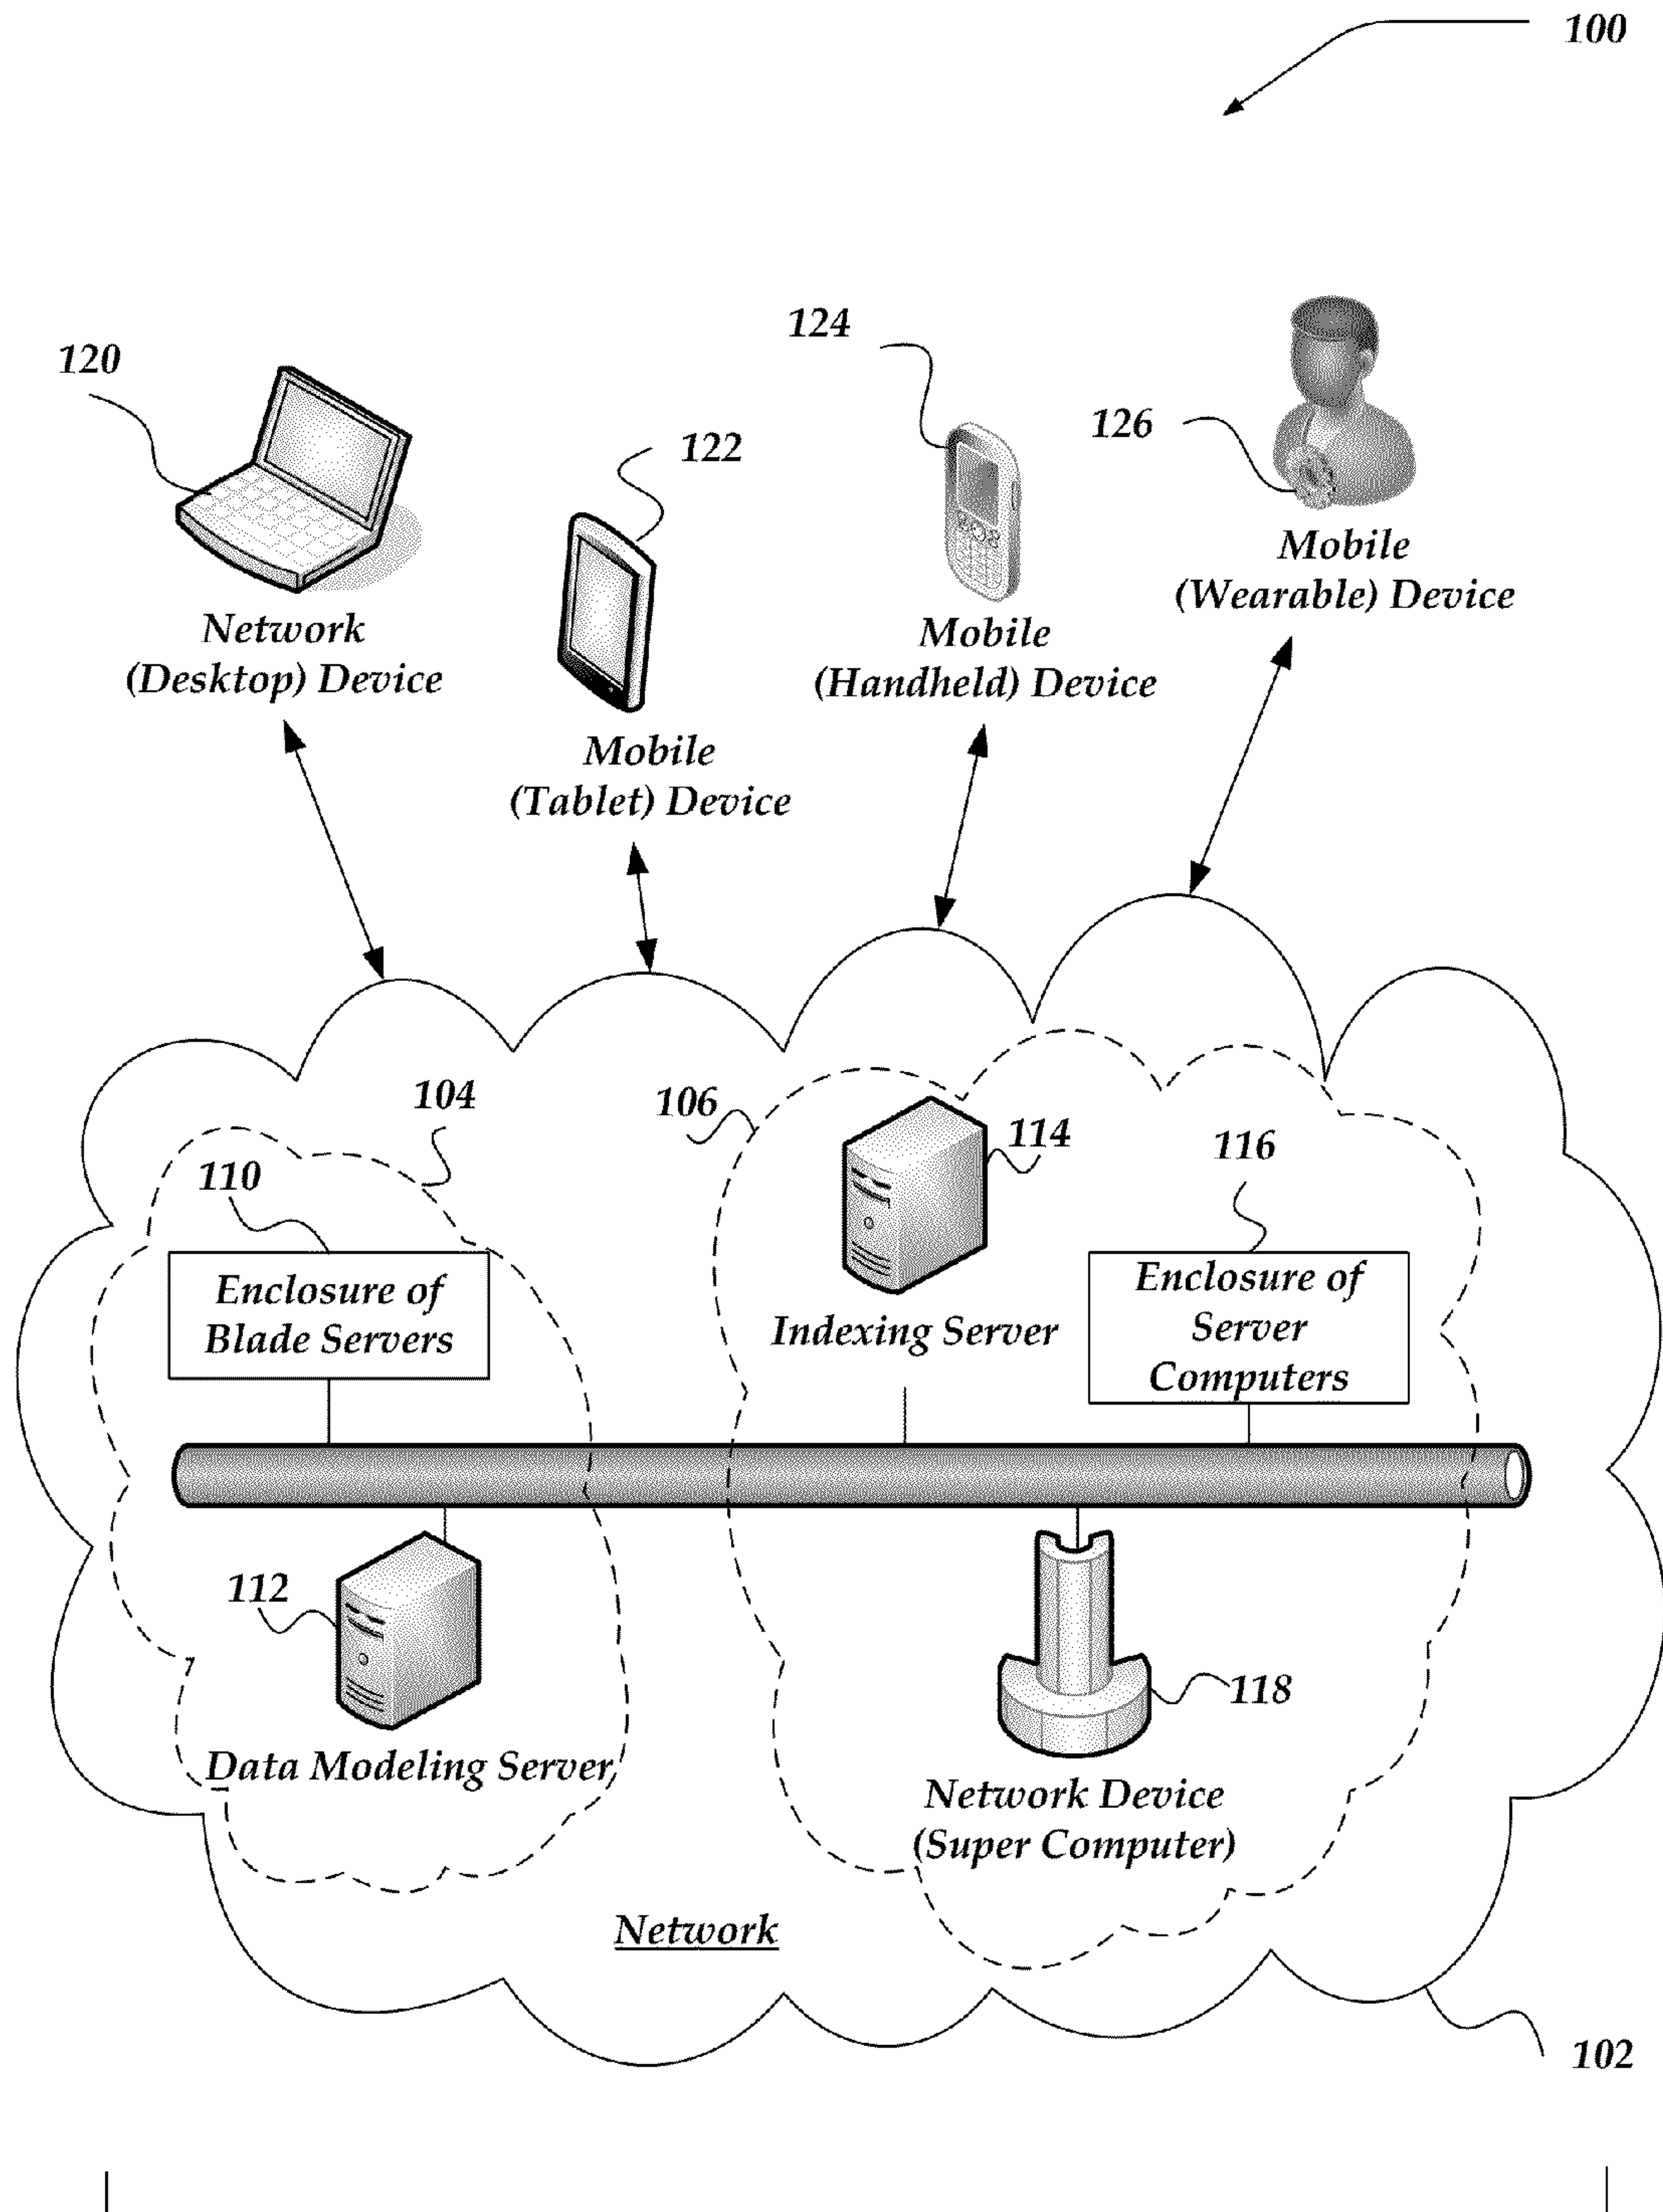 100
120
124
126
122
Network
(Desktop) Device
Mobile
(Tablet) Device
Mobile
(Handheld) Device
Mobile
(Wearable) Device
104
106
114
116
110
Enclosure of
Blade Servers
Indexing Server
Enclosure of
Server
Computers
112
Data Modeling Server
118
Network Device
(Super Computer)
Network
102